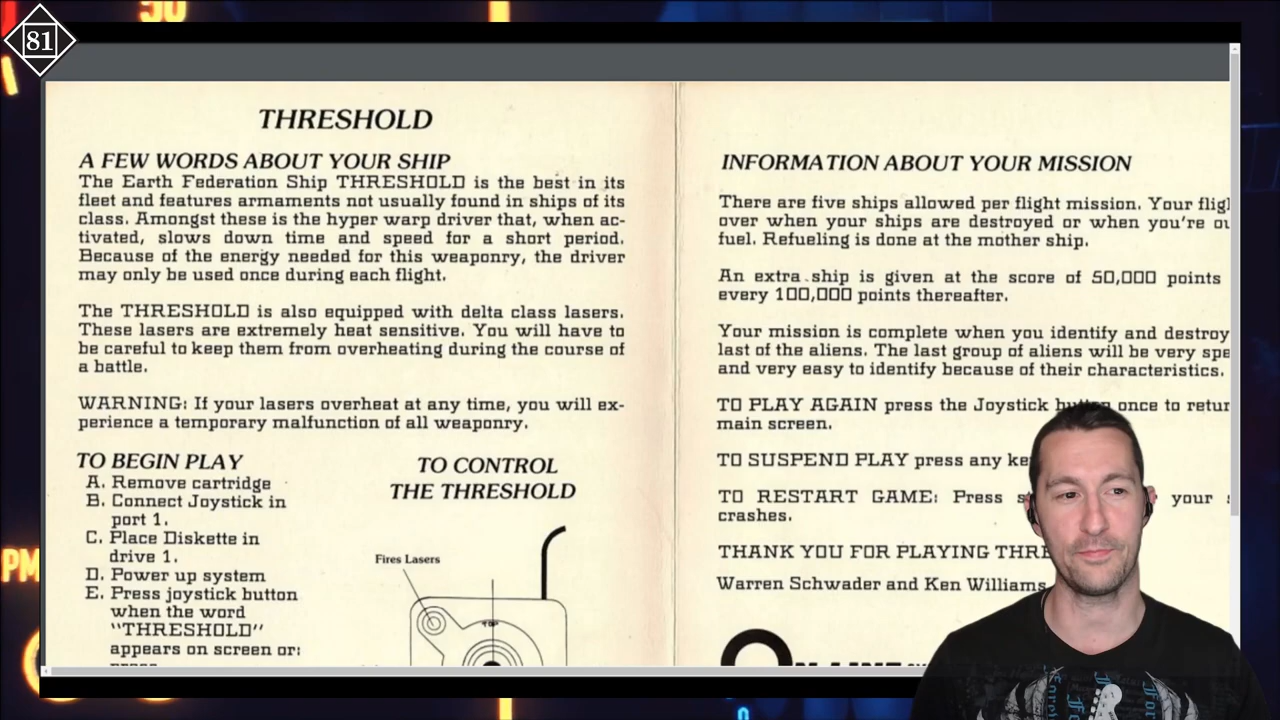 81
THRESHOLD
A FEW WORDS ABOUT YOUR SHIP
The Earth Federation Ship THRESHOLD is the best in its
fleet and features armaments not usually found in ships of its
class. Amongst these is the hyper warp driver that, when ac-
tivated, slows down time and speed for a short period.
Because of the energy needed for this weaponry, the driver
may only be used once during each flight.
The THRESHOLD is also equipped with delta class lasers.
These lasers are extremely heat sensitive. You will have to
be careful to keep them from overheating during the course of
a battle.
WARNING: If your lasers overheat at any time, you will ex-
perience a temporary malfunction of all weaponry.
TO BEGIN PLAY
A. Remove cartridge
B. Connect Joystick in
port 1.
C. Place Diskette in
drive 1.
D. Power up system
E. Press joystick button
when the word
"THRESHOLD"
appears on screen or:
TO CONTROL
THE THRESHOLD
Fires Lasers
TOP
INFORMATION ABOUT YOUR MISSION
There are five ships allowed per flight mission. Your
over when your ships are destroyed or when you're
fuel. Refueling is done at the mother ship.
An extra ship is given at the score of 50,000 points
every 100,000 points thereafter.
Your mission is complete when you identify and destroy
last of the aliens. The last group of aliens will be very
and very easy to identify because of their characteristics.
TO PLAY AGAIN press the Joystick button once to
main screen.
TO SUSPEND PLAY press any
TO RESTART GAME: Press your
crashes.
THANK YOU FOR PLAYING
Warren Schwader and Ken Williams
PM